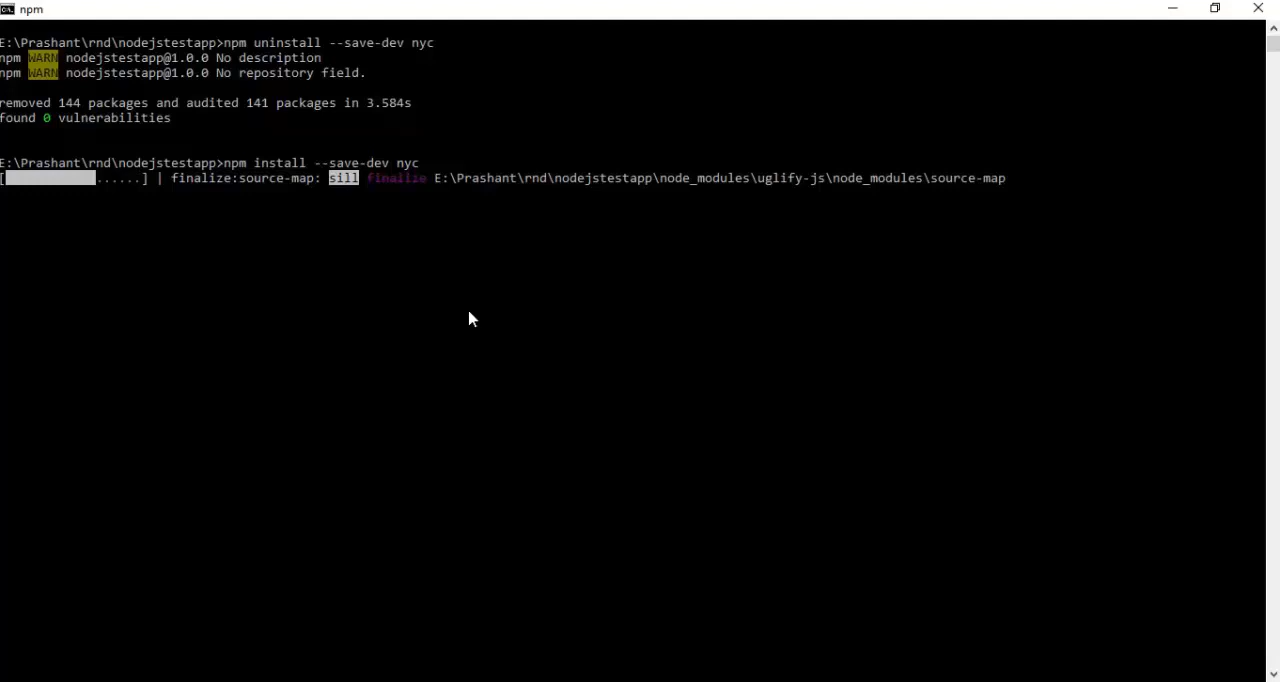 npm
E:\Prashant\rnd\nodejstestapp>npm uninstall --save-dev nyc
npm WARN nodejstestapp@1.0.0 No description
npm WARN nodejstestapp@1.0.0 No repository field.
removed 144 packages and audited 141 packages in 3.584s
found 0 vulnerabilities
E:\Prashant\rnd\nodejstestapp>npm install --save-dev nyc
[............] | finalize:source-map: sill finalize E:\Prashant\rnd\nodejstestapp\node_modules\uglify-js\node_modules\source-map